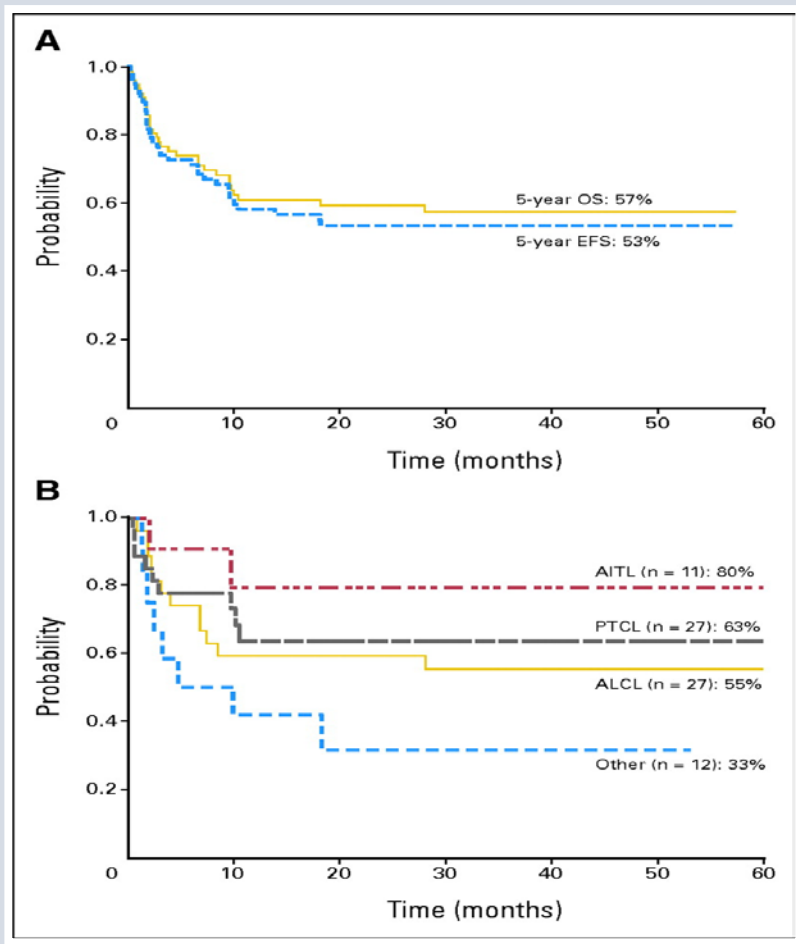 A
1.0
0.8
0.6
0.4
0.2
0
Probability
5-year OS: 57%
5-year EFS: 53%
10 20 30 40 50 60
Time (months)
B
1.0
0.8
0.6
0.4
0.2
0
Probability
AITL (n = 11): 80%
PTCL (n = 27): 63%
ALCL (n = 27): 55%
Other (n = 12): 33%
10 20 30 40 50 60
Time (months)